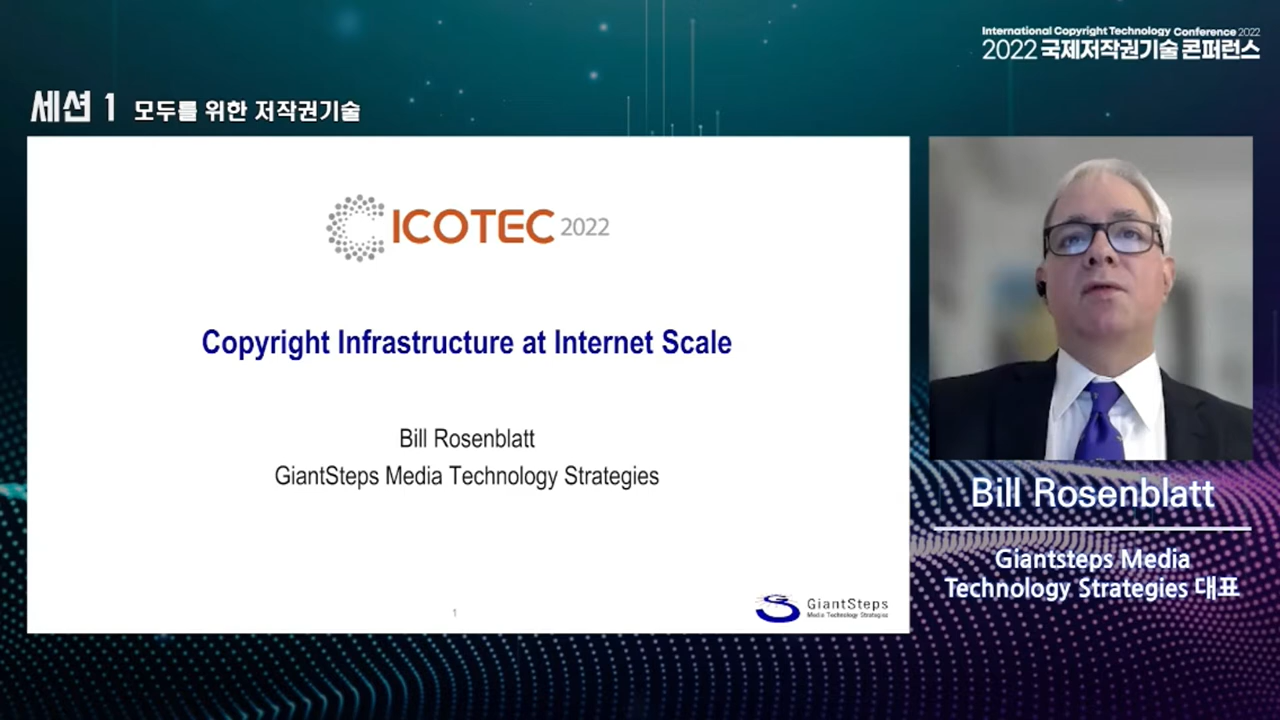 International Copyright Technology Conference 2022
2022 국제저작권기술 콘퍼런스
세션 1 모두를 위한 저작권기술
ICOTEC 2022
Copyright Infrastructure at Internet Scale
Bill Rosenblatt
GiantSteps Media Technology Strategies
1
GiantSteps
Media Technology Strategies
Bill Rosenblatt
Giantsteps Media
Technology Strategies 대표